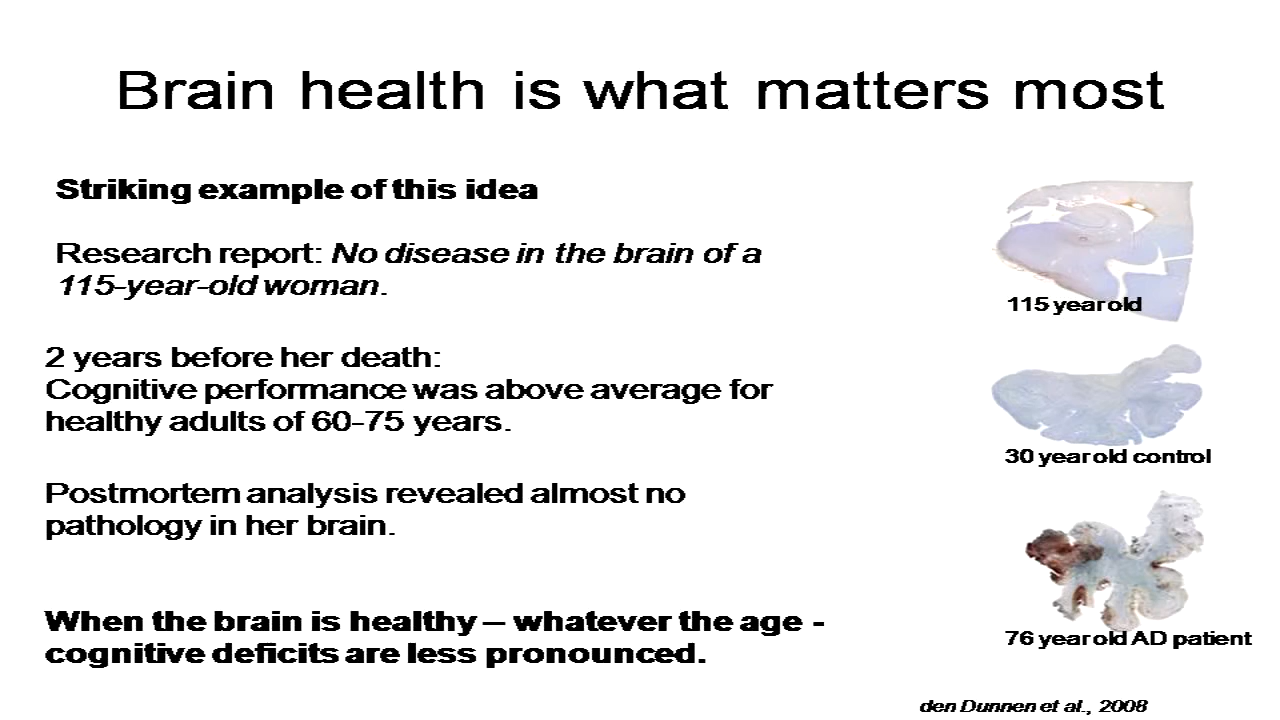 Brain health is what matters most
Striking example of this idea
Research report: No disease in the brain of a
115-year-old woman.
2 years before her death:
Cognitive performance was above average for
healthy adults of 60-75 years.
Postmortem analysis revealed almost no
pathology in her brain.
When the brain is healthy – whatever the age -
cognitive deficits are less pronounced.
115 year old
30 year old control
76 year old AD patient
den Dunnen et al., 2008